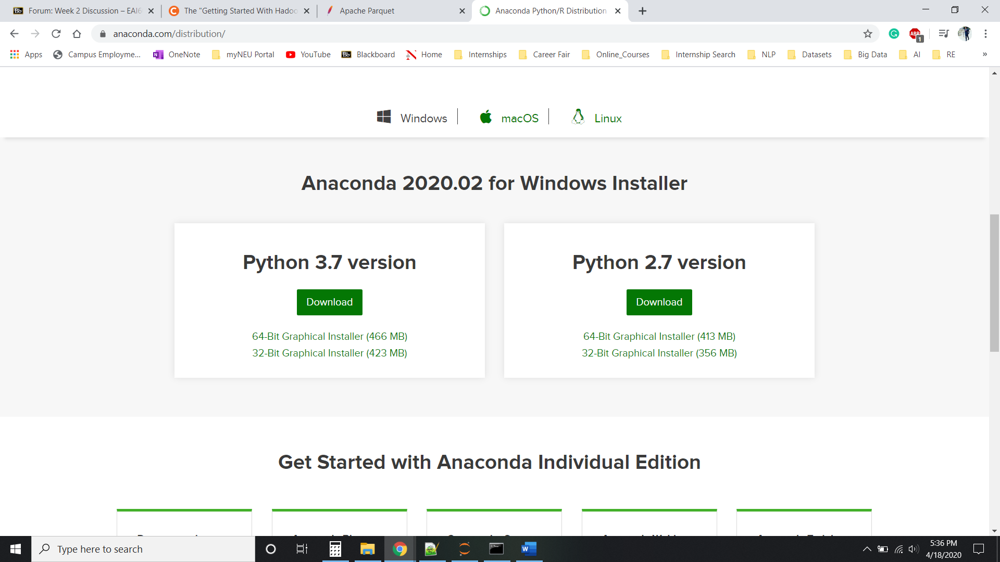 Forum: Week 2 Discussion – EAI6
The "Getting Started With Hadoo
Apache Parquet
Anaconda Python/R Distribution
anaconda.com/distribution/
ABP
1
Apps
Campus Employme...
OneNote
myNEU Portal
YouTube
Bb
Blackboard
Home
Internships
Career Fair
Online_Courses
Internship Search
NLP
Datasets
Big Data
AI
RE
»
Windows
macOS
Linux
Anaconda 2020.02 for Windows Installer
Python 3.7 version
Download
64-Bit Graphical Installer (466 MB)
32-Bit Graphical Installer (423 MB)
Python 2.7 version
Download
64-Bit Graphical Installer (413 MB)
32-Bit Graphical Installer (356 MB)
Get Started with Anaconda Individual Edition
Type here to search
5:36 PM
4/18/2020